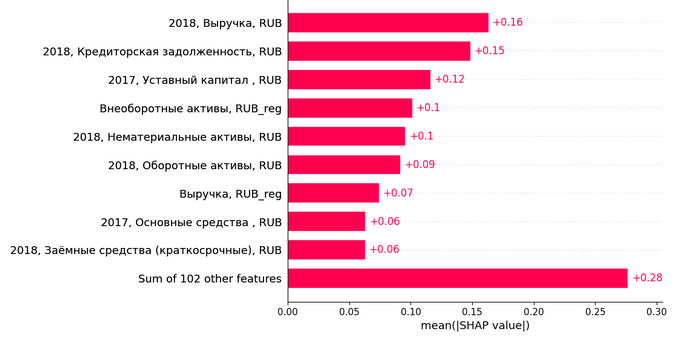 2018, Выручка, RUB +0.16
2018, Кредиторская задолженность, RUB +0.15
2017, Уставный капитал , RUB +0.12
Внеоборотные активы, RUB_reg +0.1
2018, Нематериальные активы, RUB +0.1
2018, Оборотные активы, RUB +0.09
Выручка, RUB_reg +0.07
2017, Основные средства , RUB +0.06
2018, Заёмные средства (краткосрочные), RUB +0.06
Sum of 102 other features +0.28
0.00 0.05 0.10 0.15 0.20 0.25 0.30
mean(|SHAP value|)